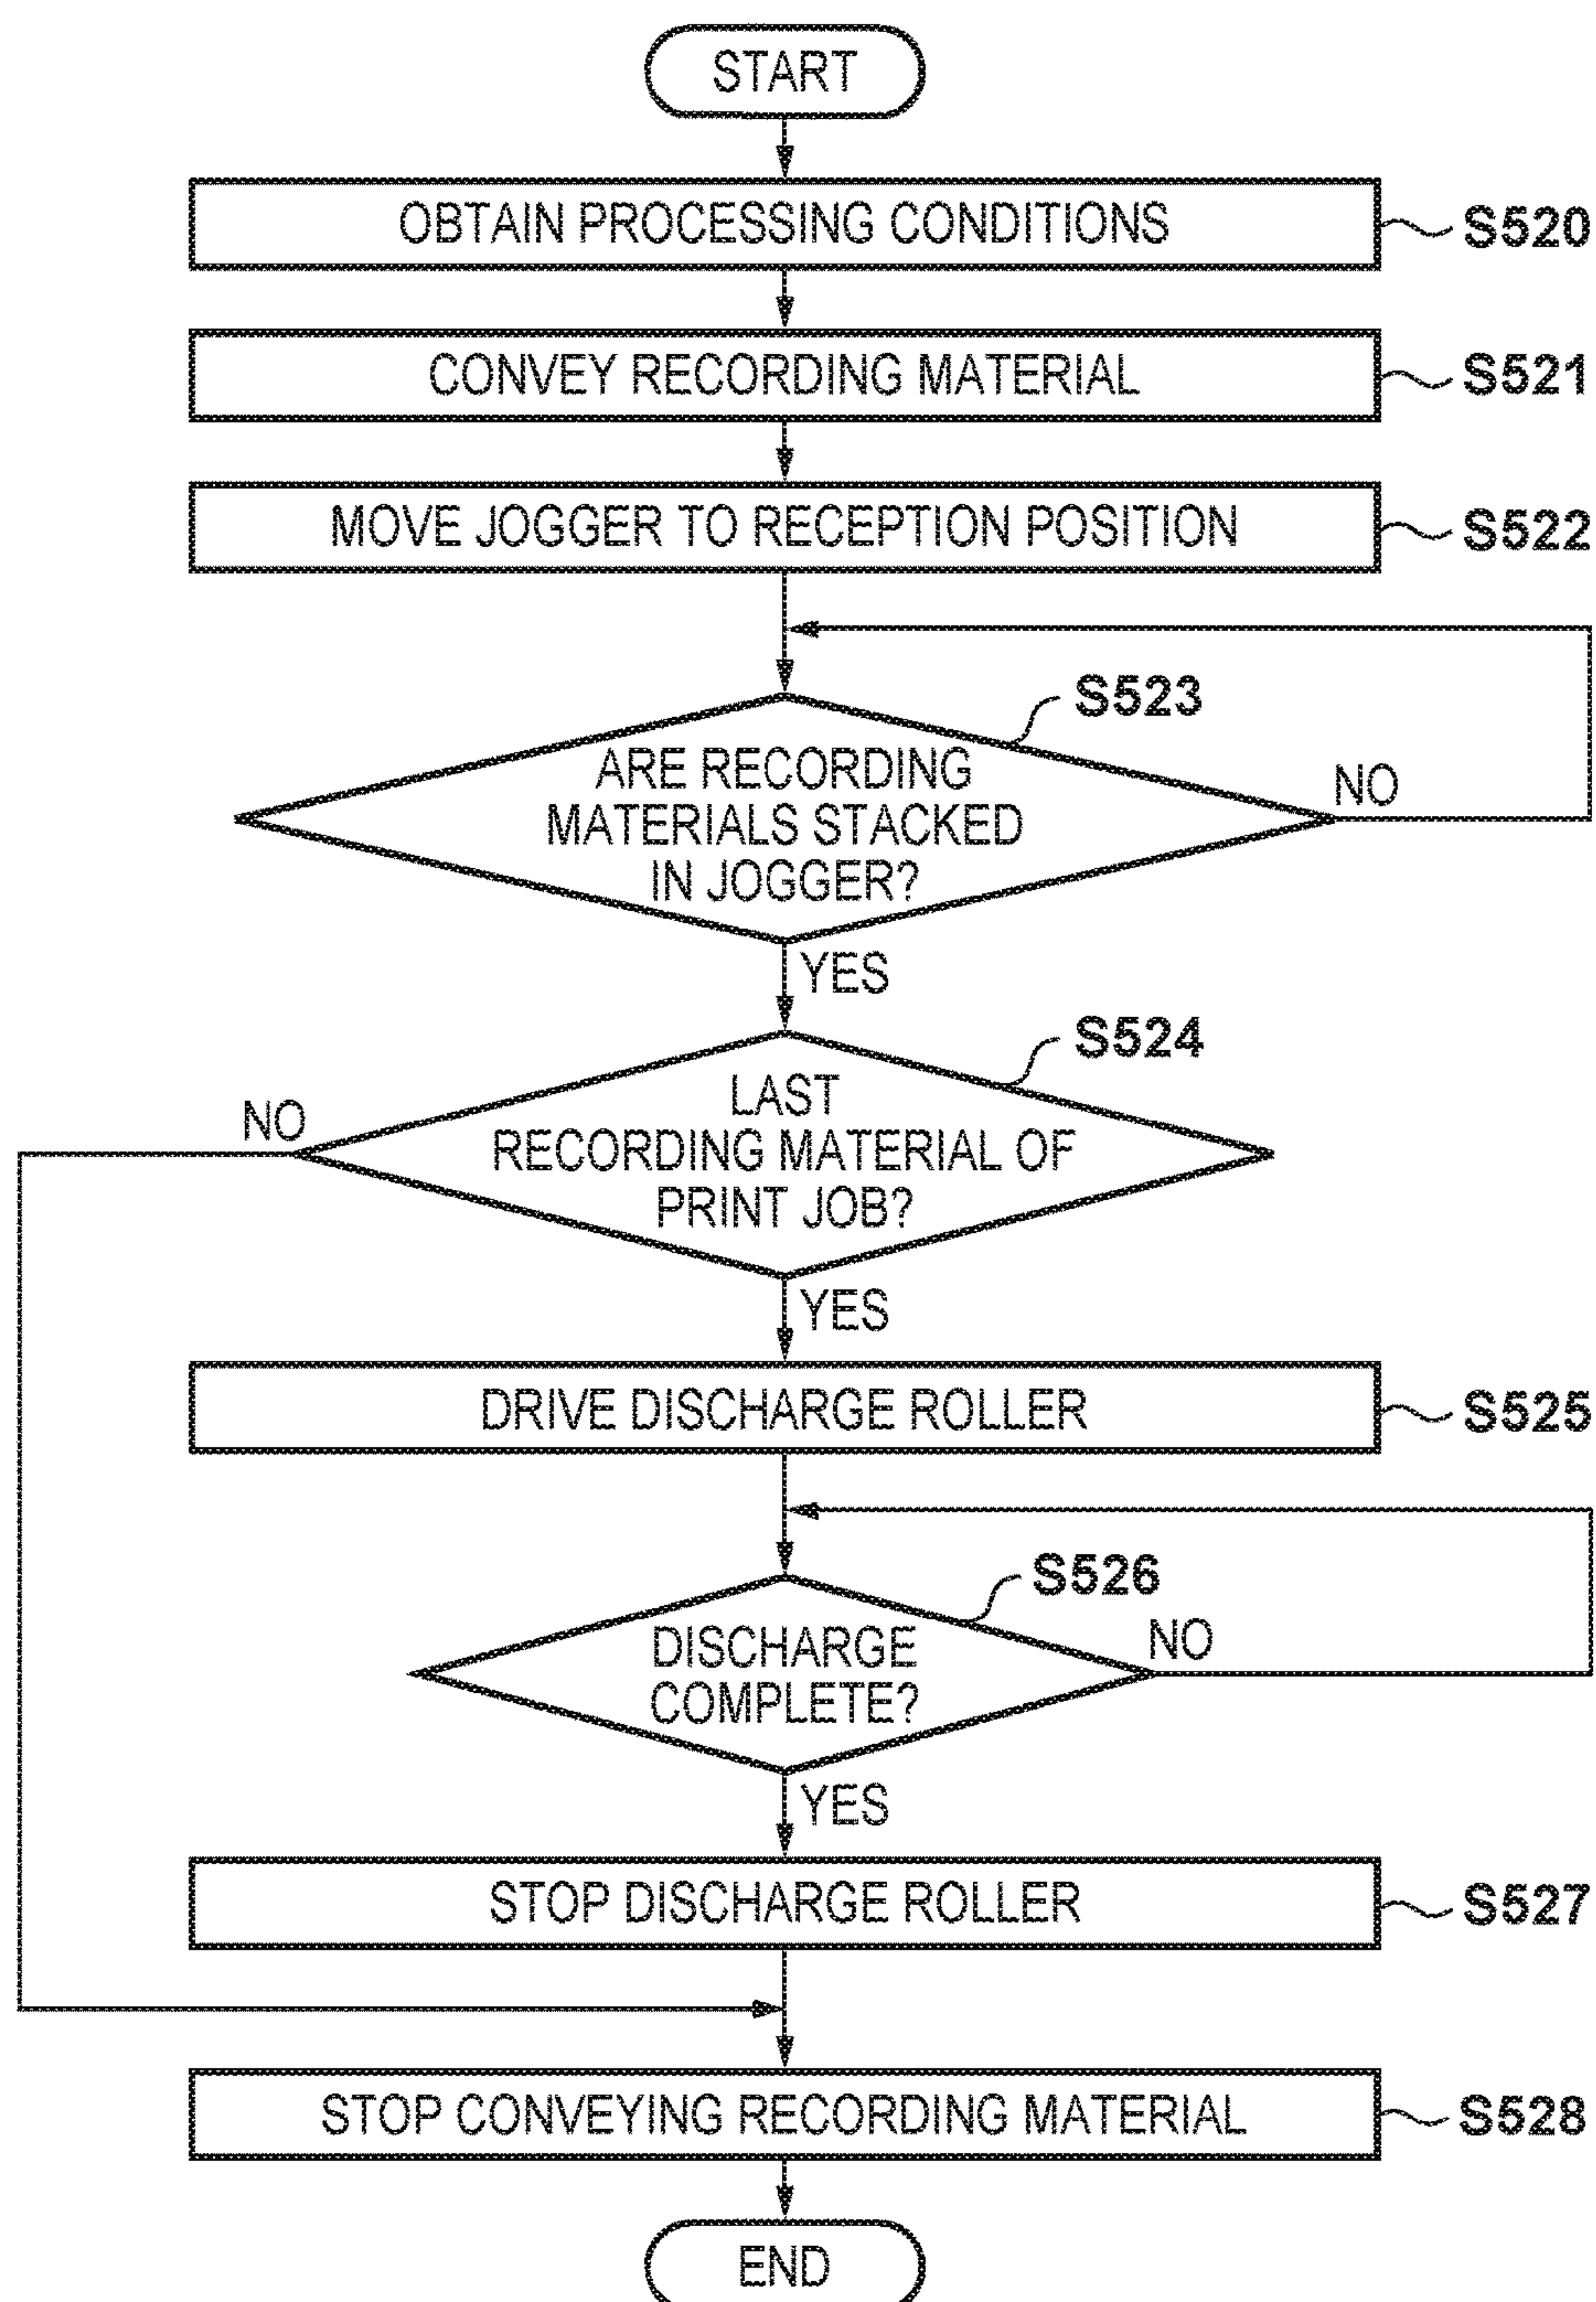 START
OBTAIN PROCESSING CONDITIONS
S520
CONVEY RECORDING MATERIAL
S521
MOVE JOGGER TO RECEPTION POSITION
S522
S523
ARE RECORDING
MATERIALS STACKED
IN JOGGER?
NO
YES
S524
LAST
RECORDING MATERIAL OF
PRINT JOB?
NO
YES
DRIVE DISCHARGE ROLLER
S525
S526
DISCHARGE
COMPLETE?
NO
YES
STOP DISCHARGE ROLLER
S527
STOP CONVEYING RECORDING MATERIAL
S528
END